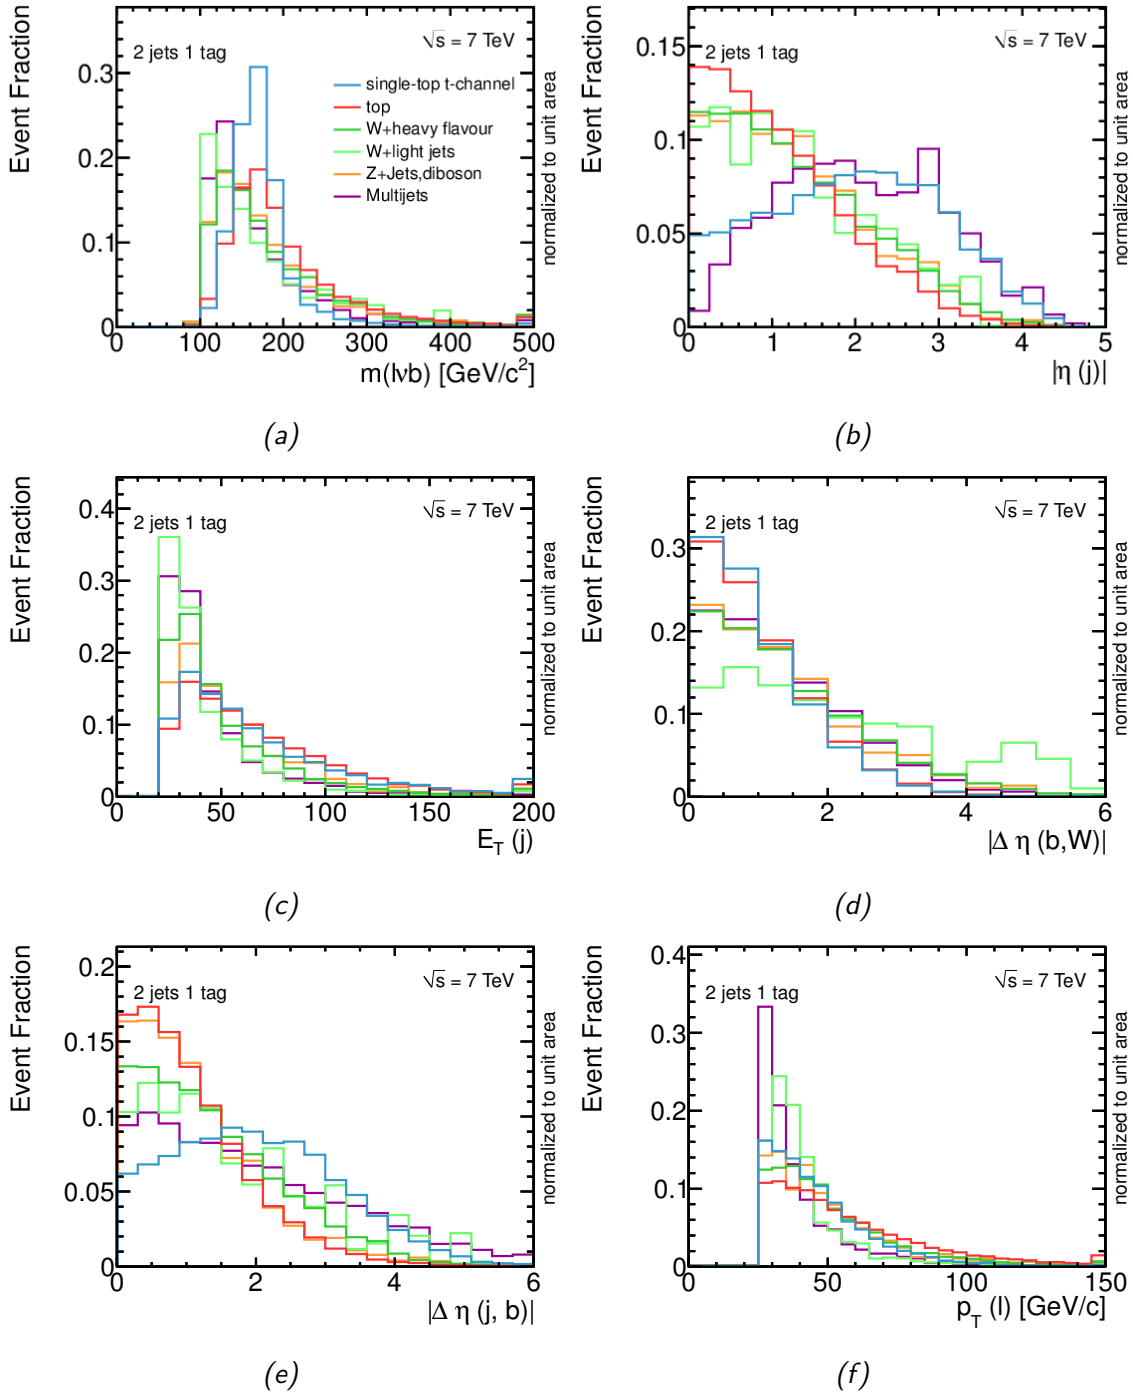 Event Fraction
2 jets 1 tag
√s = 7 TeV
single-top t-channel
top
W+heavy flavour
W+light jets
Z+Jets,diboson
Multijets
normalized to unit area
0.3
0.2
0.1
0
0 100 200 300 400 500
m(lνb) [GeV/c²]
(a)
Event Fraction
2 jets 1 tag
√s = 7 TeV
normalized to unit area
0.15
0.1
0.05
0
0 1 2 3 4 5
|η (j)|
(b)
Event Fraction
2 jets 1 tag
√s = 7 TeV
normalized to unit area
0.4
0.3
0.2
0.1
0
0 50 100 150 200
E_T (j)
(c)
Event Fraction
2 jets 1 tag
√s = 7 TeV
normalized to unit area
0.3
0.2
0.1
0
0 2 4 6
|Δ η (b,W)|
(d)
Event Fraction
2 jets 1 tag
√s = 7 TeV
normalized to unit area
0.2
0.15
0.1
0.05
0
0 2 4 6
|Δ η (j, b)|
(e)
Event Fraction
2 jets 1 tag
√s = 7 TeV
normalized to unit area
0.4
0.3
0.2
0.1
0
0 50 100 150
p_T (l) [GeV/c]
(f)